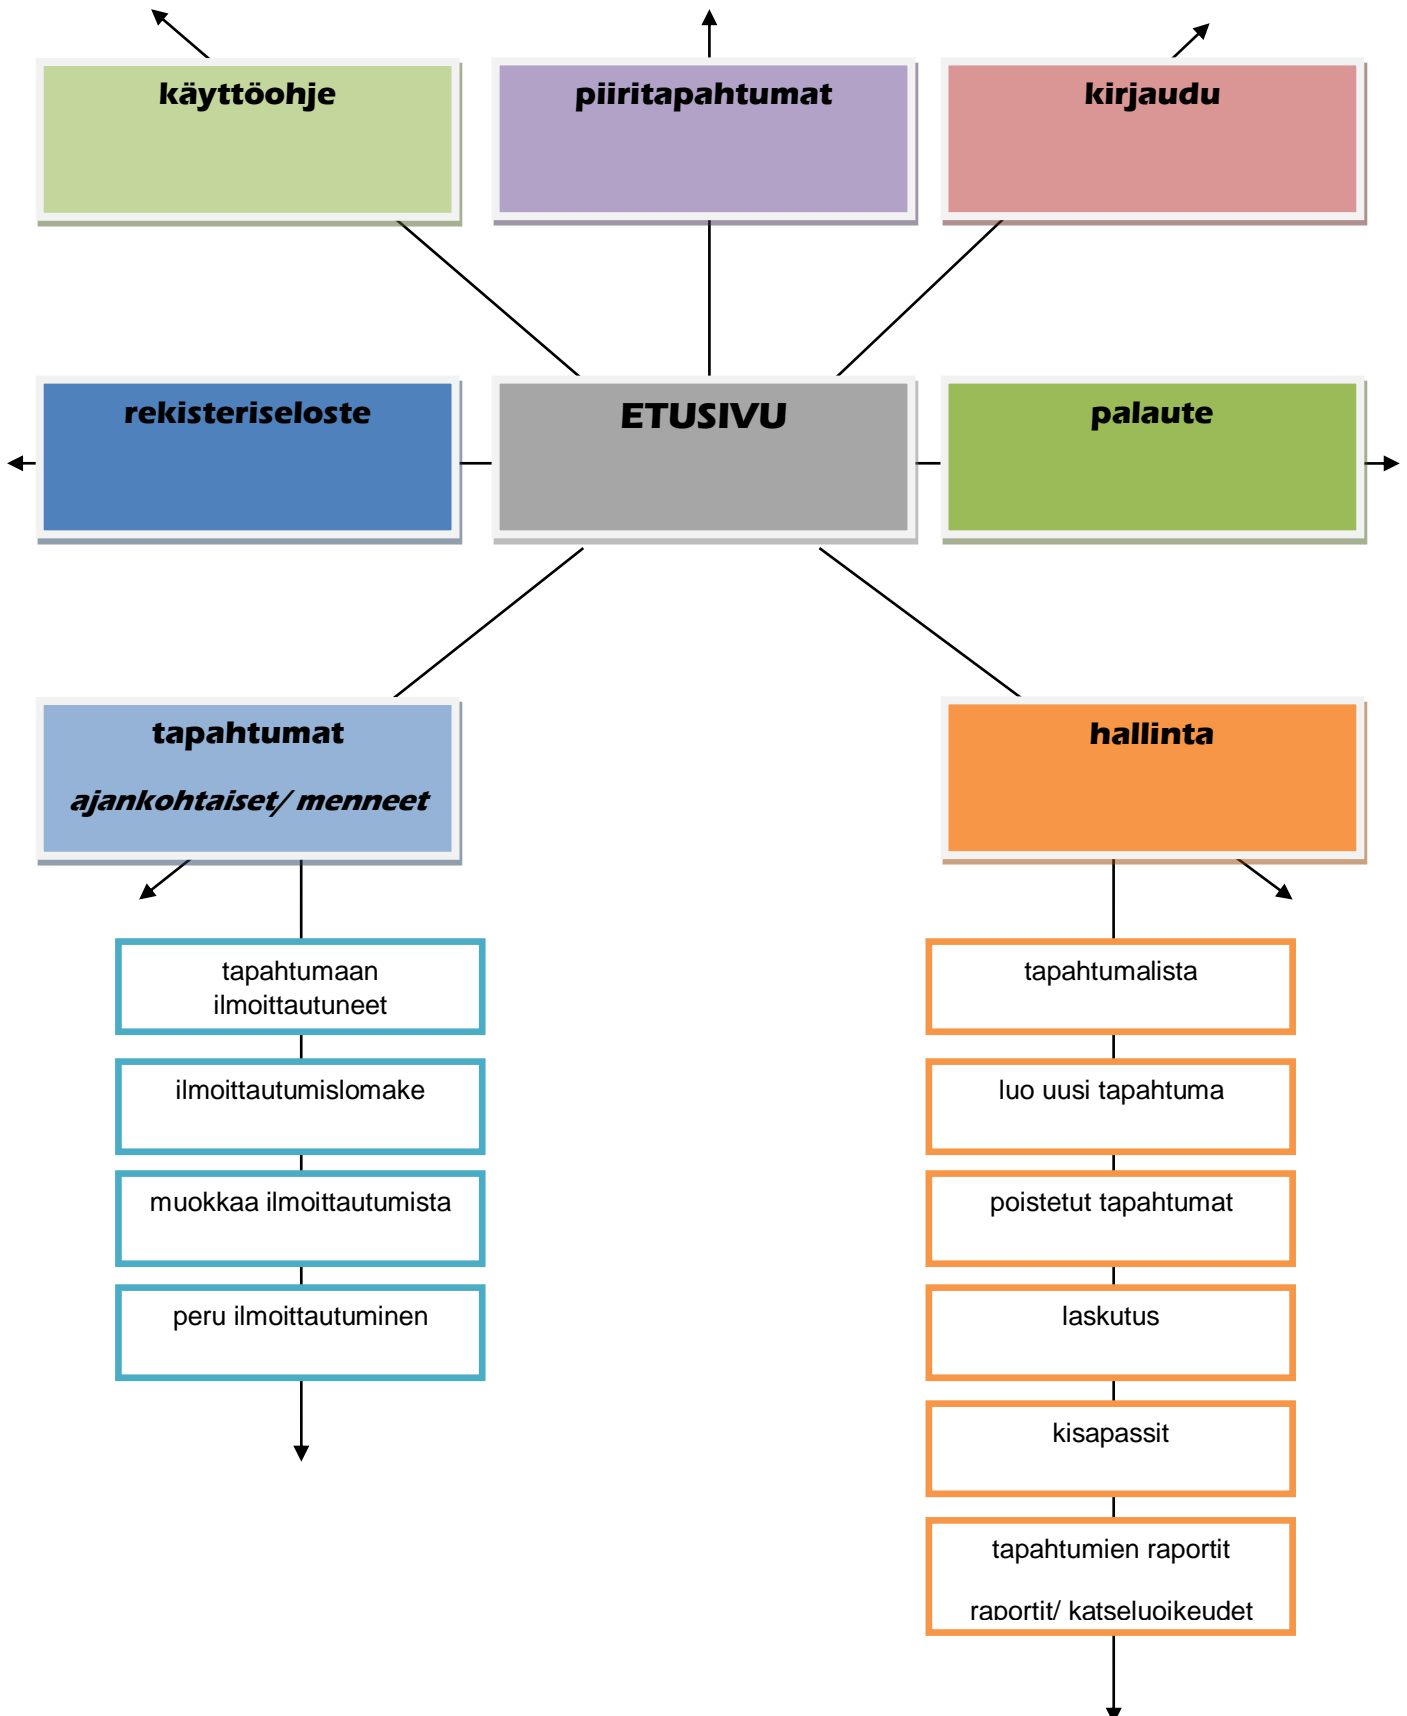 käyttöohje
piiritapahtumat
kirjaudu
rekisteriseloste
ETUSIVU
palaute
tapahtumat
ajankohtaiset/ menneet
hallinta
tapahtumaan
ilmoittautuneet
ilmoittautumislomake
muokkaa ilmoittautumista
peru ilmoittautuminen
tapahtumalista
luo uusi tapahtuma
poistetut tapahtumat
laskutus
kisapassit
tapahtumien raportit
raportit/ katseluoikeudet